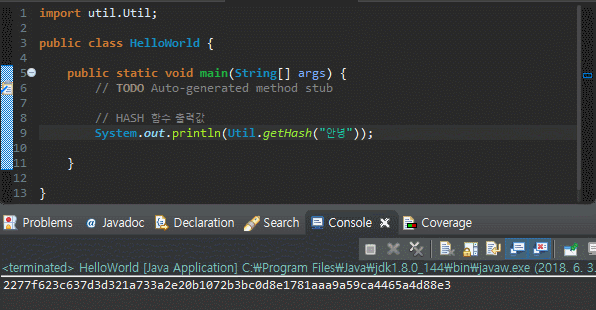 1 import util.Util;
2
3 public class HelloWorld {
4
5 public static void main(String[] args) {
6 // TODO Auto-generated method stub
7
8 // HASH 함수 출력값
9 System.out.println(Util.getHash("안녕"));
10
11 }
12
13 }
Problems @ Javadoc Declaration Search Console Coverage
<terminated> HelloWorld [Java Application] C:₩Program Files₩Java₩jdk1.8.0_144₩bin₩javaw.exe (2018. 6. 3.
2277f623c637d3d321a733a2e20b1072b3bc0d8e1781aaa9a59ca4465a4d88e3